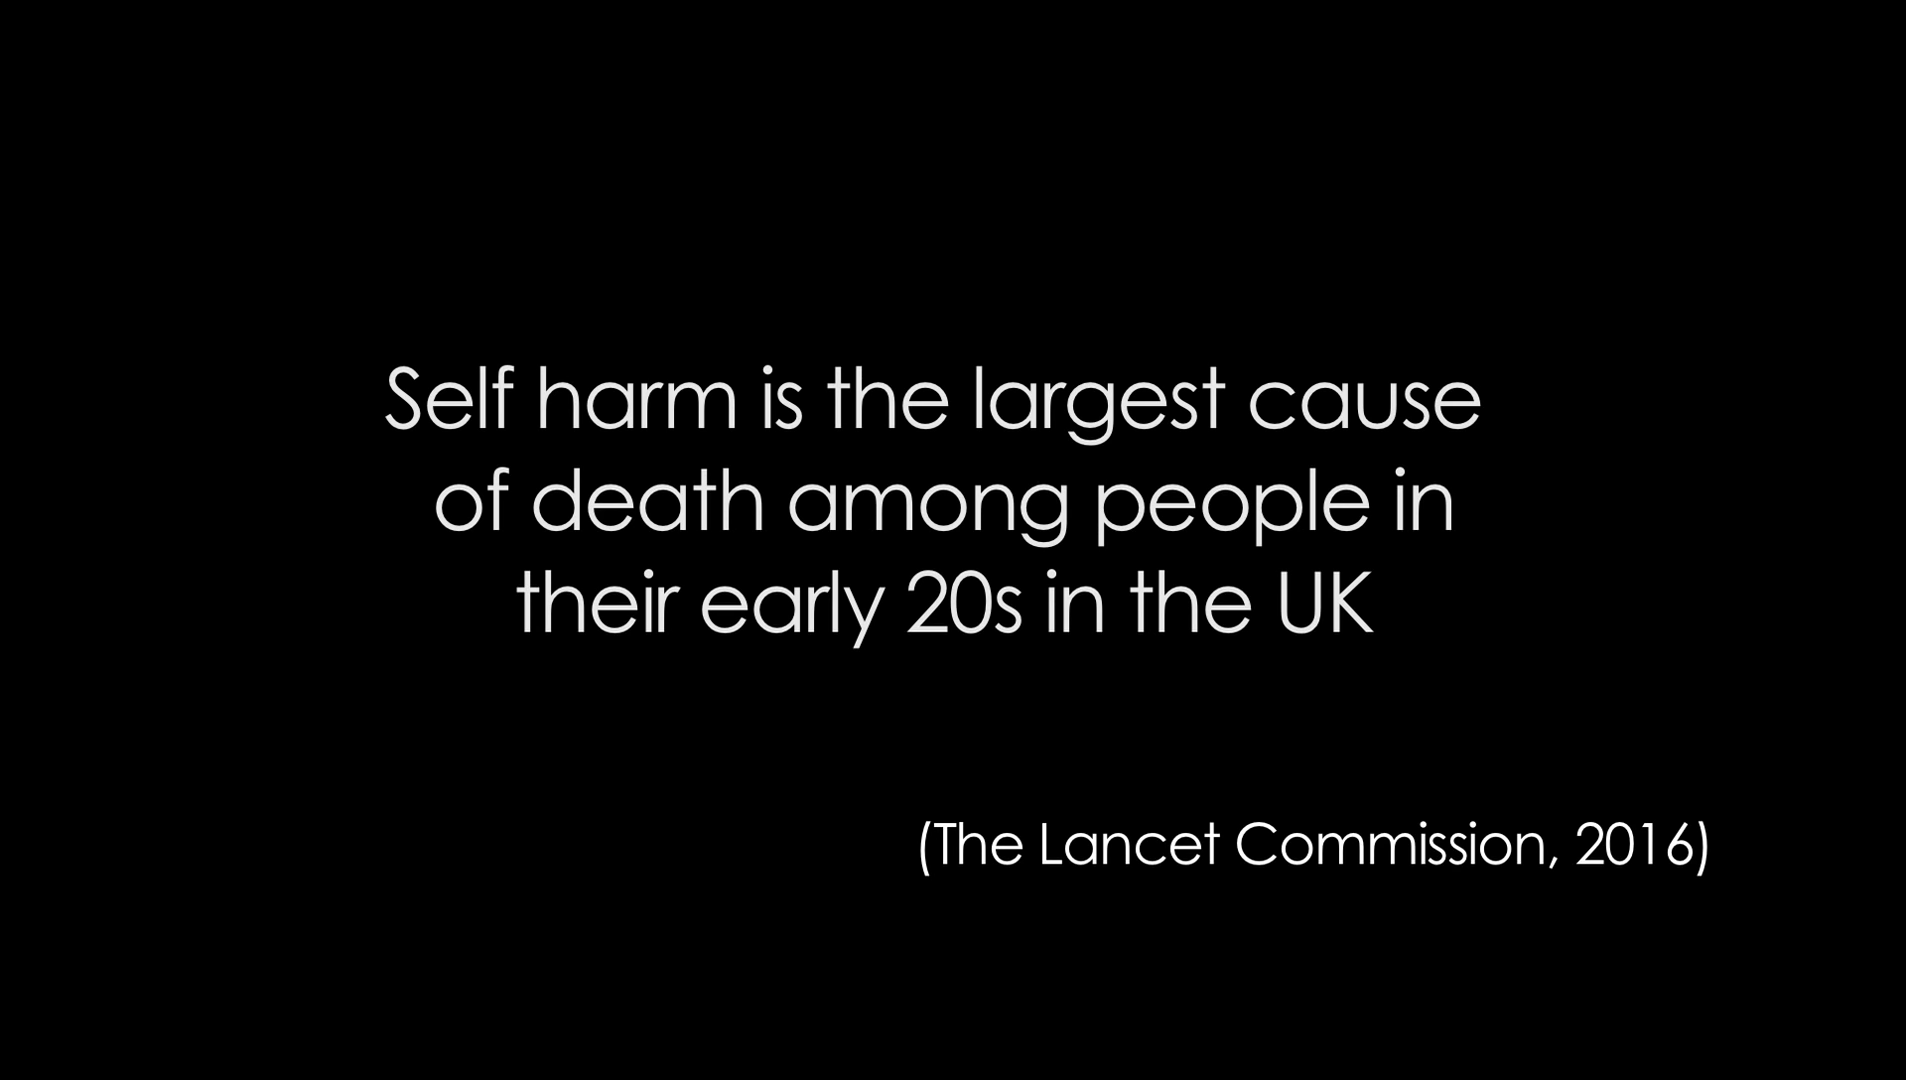 Self harm is the largest cause
of death among people in
their early 20s in the UK
(The Lancet Commission, 2016)